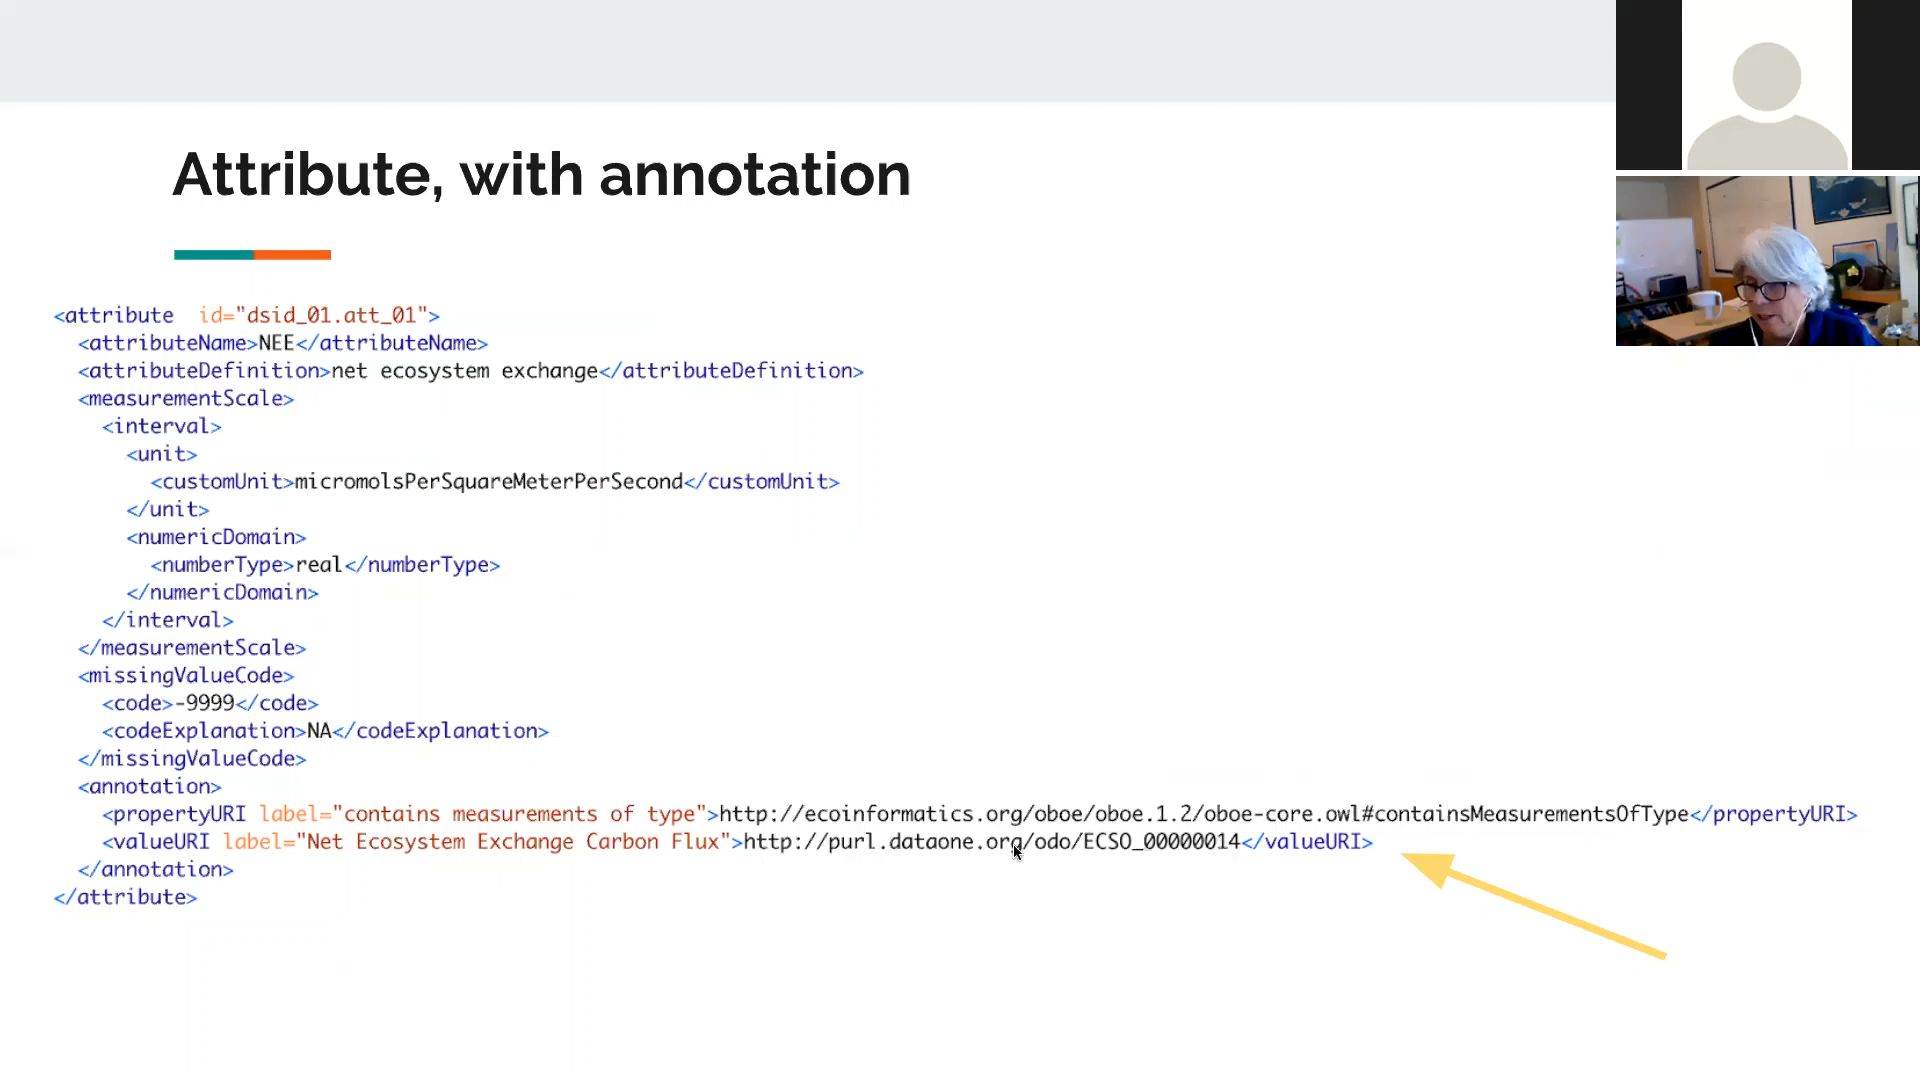 Attribute, with annotation
<attribute  id="dsid_01.att_01">
  <attributeName>NEE</attributeName>
  <attributeDefinition>net ecosystem exchange</attributeDefinition>
  <measurementScale>
    <interval>
      <unit>
        <customUnit>micromolsPerSquareMeterPerSecond</customUnit>
      </unit>
      <numericDomain>
        <numberType>real</numberType>
      </numericDomain>
    </interval>
  </measurementScale>
  <missingValueCode>
    <code>-9999</code>
    <codeExplanation>NA</codeExplanation>
  </missingValueCode>
  <annotation>
    <propertyURI label="contains measurements of type">http://ecoinformatics.org/oboe/oboe.1.2/oboe-core.owl#containsMeasurementsOfType</propertyURI>
    <valueURI label="Net Ecosystem Exchange Carbon Flux">http://purl.dataone.org/odo/ECSO_00000014</valueURI>
  </annotation>
</attribute>